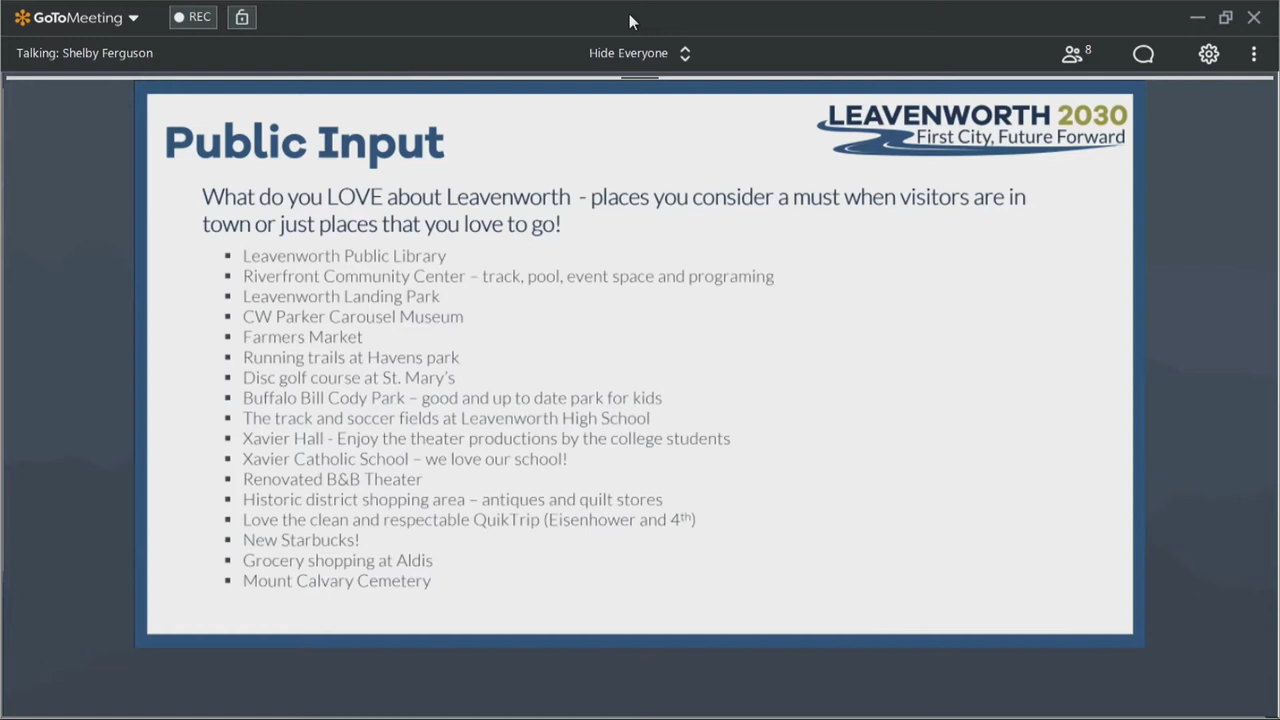 GoToMeeting
REC
Talking: Shelby Ferguson
Hide Everyone
8
LEAVENWORTH 2030
First City, Future Forward
Public Input
What do you LOVE about Leavenworth - places you consider a must when visitors are in
town or just places that you love to go!
▪ Leavenworth Public Library
▪ Riverfront Community Center – track, pool, event space and programing
▪ Leavenworth Landing Park
▪ CW Parker Carousel Museum
▪ Farmers Market
▪ Running trails at Havens park
▪ Disc golf course at St. Mary's
▪ Buffalo Bill Cody Park – good and up to date park for kids
▪ The track and soccer fields at Leavenworth High School
▪ Xavier Hall - Enjoy the theater productions by the college students
▪ Xavier Catholic School – we love our school!
▪ Renovated B&B Theater
▪ Historic district shopping area – antiques and quilt stores
▪ Love the clean and respectable QuikTrip (Eisenhower and 4th)
▪ New Starbucks!
▪ Grocery shopping at Aldis
▪ Mount Calvary Cemetery